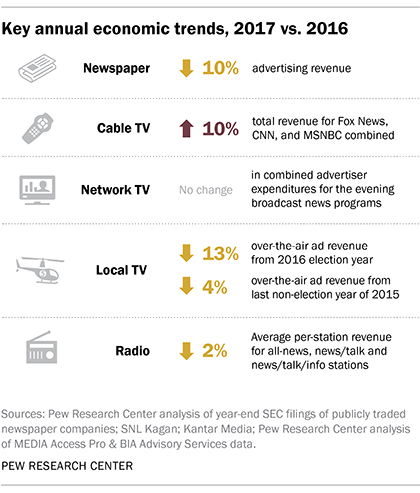 Key annual economic trends, 2017 vs. 2016
Newspaper
10%
advertising revenue
Cable TV
10%
total revenue for Fox News,
CNN, and MSNBC combined
Network TV
No change
in combined advertiser
expenditures for the evening
broadcast news programs
Local TV
13%
over-the-air ad revenue
from 2016 election year
4%
over-the-air ad revenue from
last non-election year of 2015
Radio
2%
Average per-station revenue
for all-news, news/talk and
news/talk/info stations
Sources: Pew Research Center analysis of year-end SEC filings of publicly traded
newspaper companies; SNL Kagan; Kantar Media; Pew Research Center analysis
of MEDIA Access Pro & BIA Advisory Services data.
PEW RESEARCH CENTER